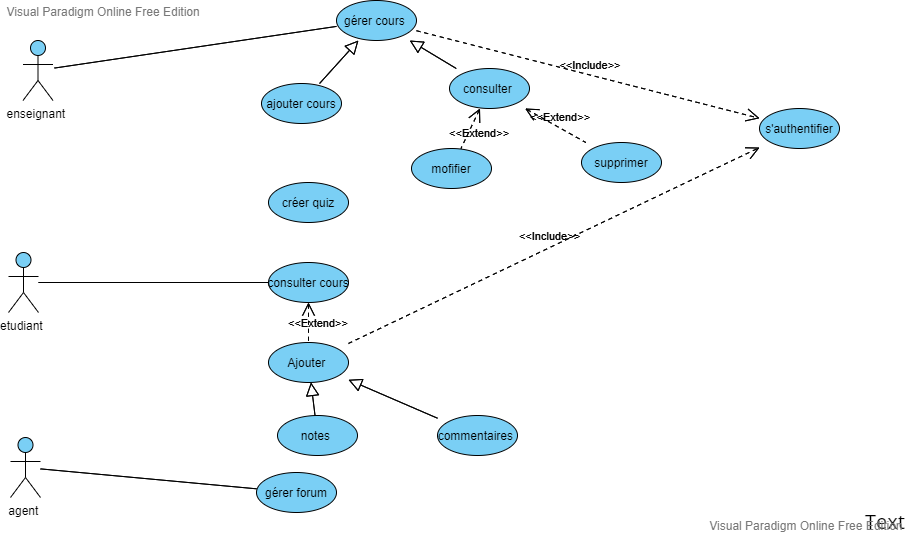 Visual Paradigm Online Free Edition
gérer cours
<<Include>>
enseignant
ajouter cours
consulter
<<Extend>>
<<Extend>>
s'authentifier
mofifier
supprimer
créer quiz
<<Include>>
etudiant
consulter cours
<<Extend>>
Ajouter
notes
commentaires
agent
gérer forum
Text
Visual Paradigm Online Free Edition